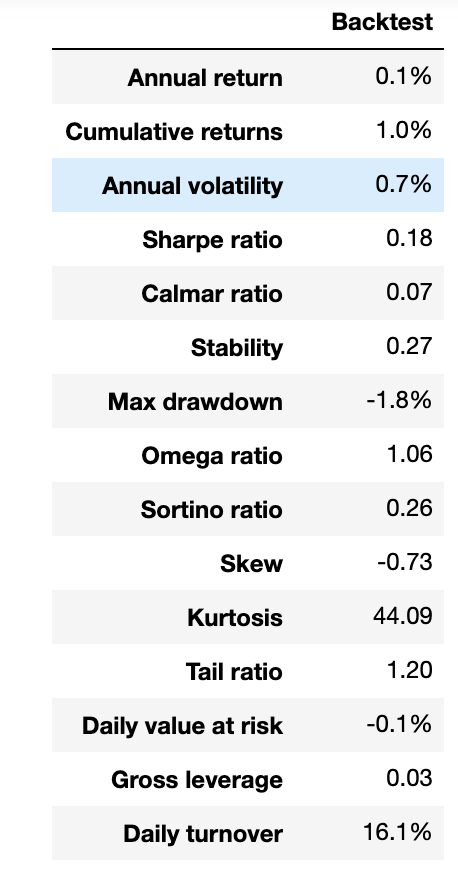 Backtest
Annual return 0.1%
Cumulative returns 1.0%
Annual volatility 0.7%
Sharpe ratio 0.18
Calmar ratio 0.07
Stability 0.27
Max drawdown -1.8%
Omega ratio 1.06
Sortino ratio 0.26
Skew -0.73
Kurtosis 44.09
Tail ratio 1.20
Daily value at risk -0.1%
Gross leverage 0.03
Daily turnover 16.1%